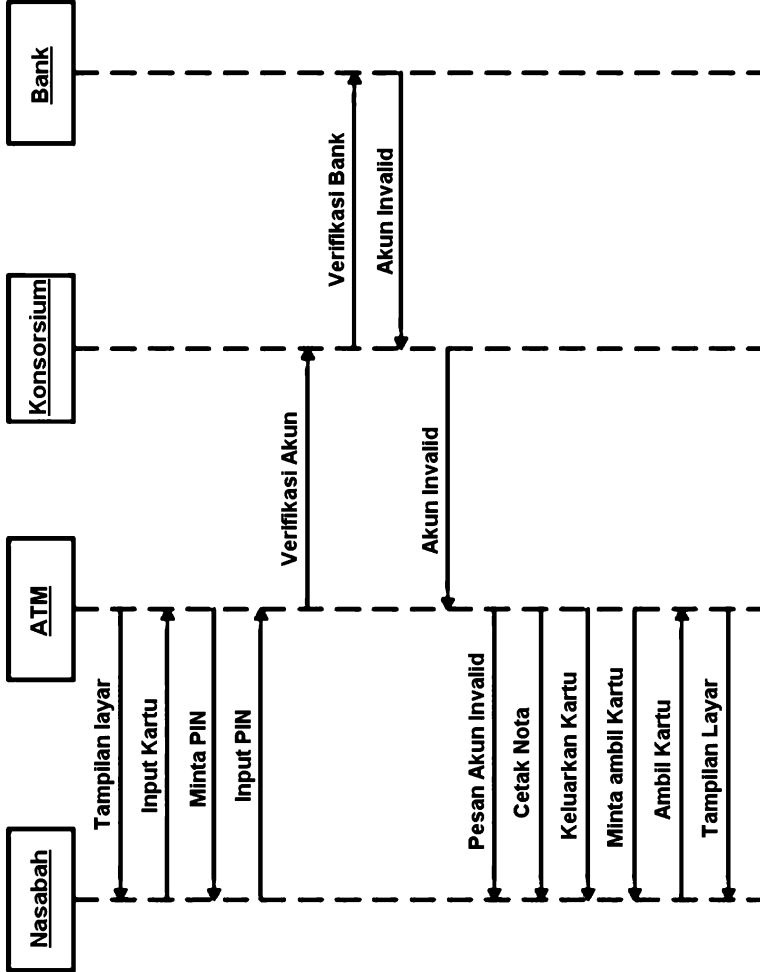 Nasabah
ATM
Konsorsium
Bank
Tampilan layar
Input Kartu
Minta PIN
Input PIN
Verifikasi Akun
Verifikasi Bank
Akun Invalid
Akun Invalid
Pesan Akun Invalid
Cetak Nota
Keluarkan Kartu
Minta ambil Kartu
Ambil Kartu
Tampilan Layar